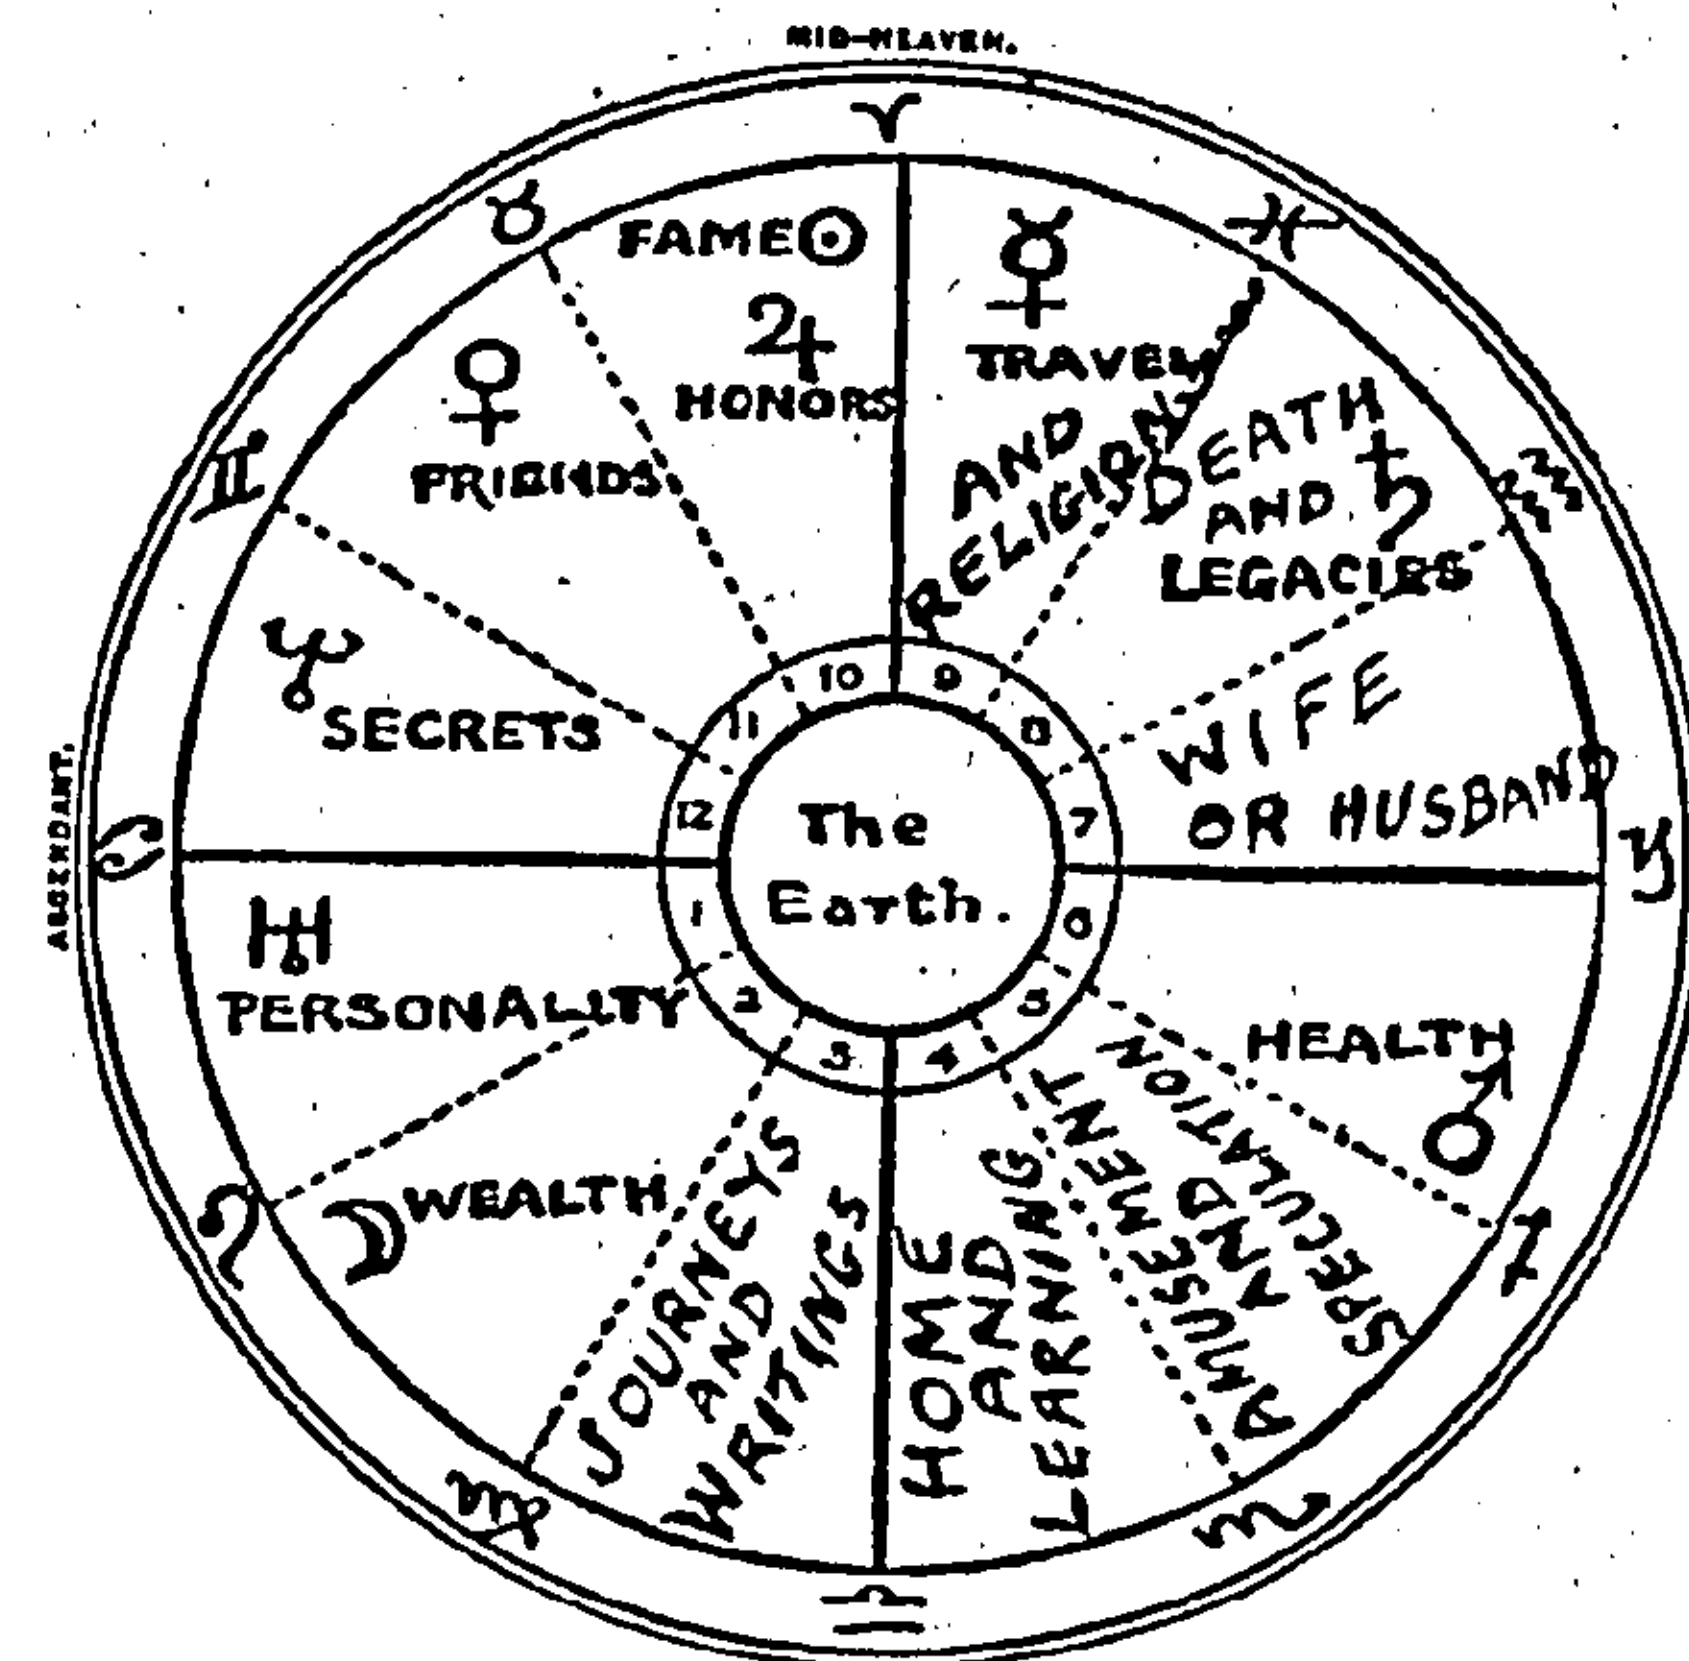 MID-HEAVEN.
♈
♉
♓
FAME ☉
♃
HONORS
☿
TRAVEL
AND
RELIGION
♀
FRIENDS
DEATH
AND ♄
LEGACIES
♊
♒
♆
SECRETS
WIFE
OR HUSBAND
10
9
11
8
12
7
The
Earth.
1
6
2
5
3
4
ASCENDANT.
♋
♑
♅
PERSONALITY
HEALTH
♂
☽ WEALTH
JOURNEYS
AND
WRITINGS
HOME
AND
LEARNING
AMUSEMENT
AND
SPECULATION
♌
♐
♍
♏
♎